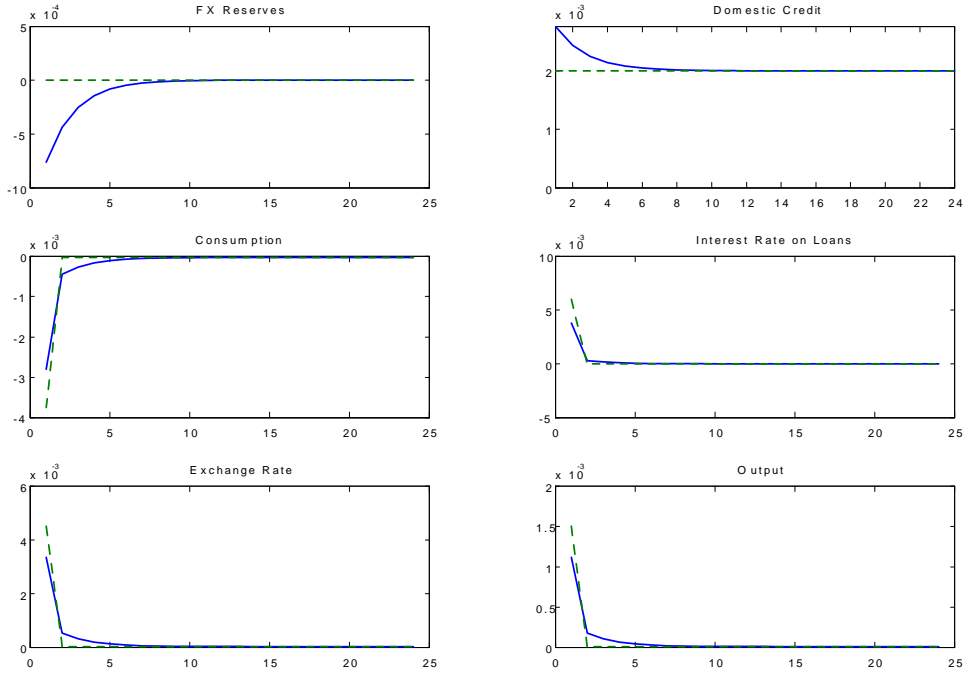 FX Reserves
x 10^-4
5
0
-5
-10
0 5 10 15 20 25
Domestic Credit
x 10^-3
2
1
0
2 4 6 8 10 12 14 16 18 20 22 24
Consumption
x 10^-3
0
-1
-2
-3
-4
0 5 10 15 20 25
Interest Rate on Loans
x 10^-3
10
5
0
-5
0 5 10 15 20 25
Exchange Rate
x 10^-3
6
4
2
0
0 5 10 15 20 25
Output
x 10^-3
2
1.5
1
0.5
0
0 5 10 15 20 25